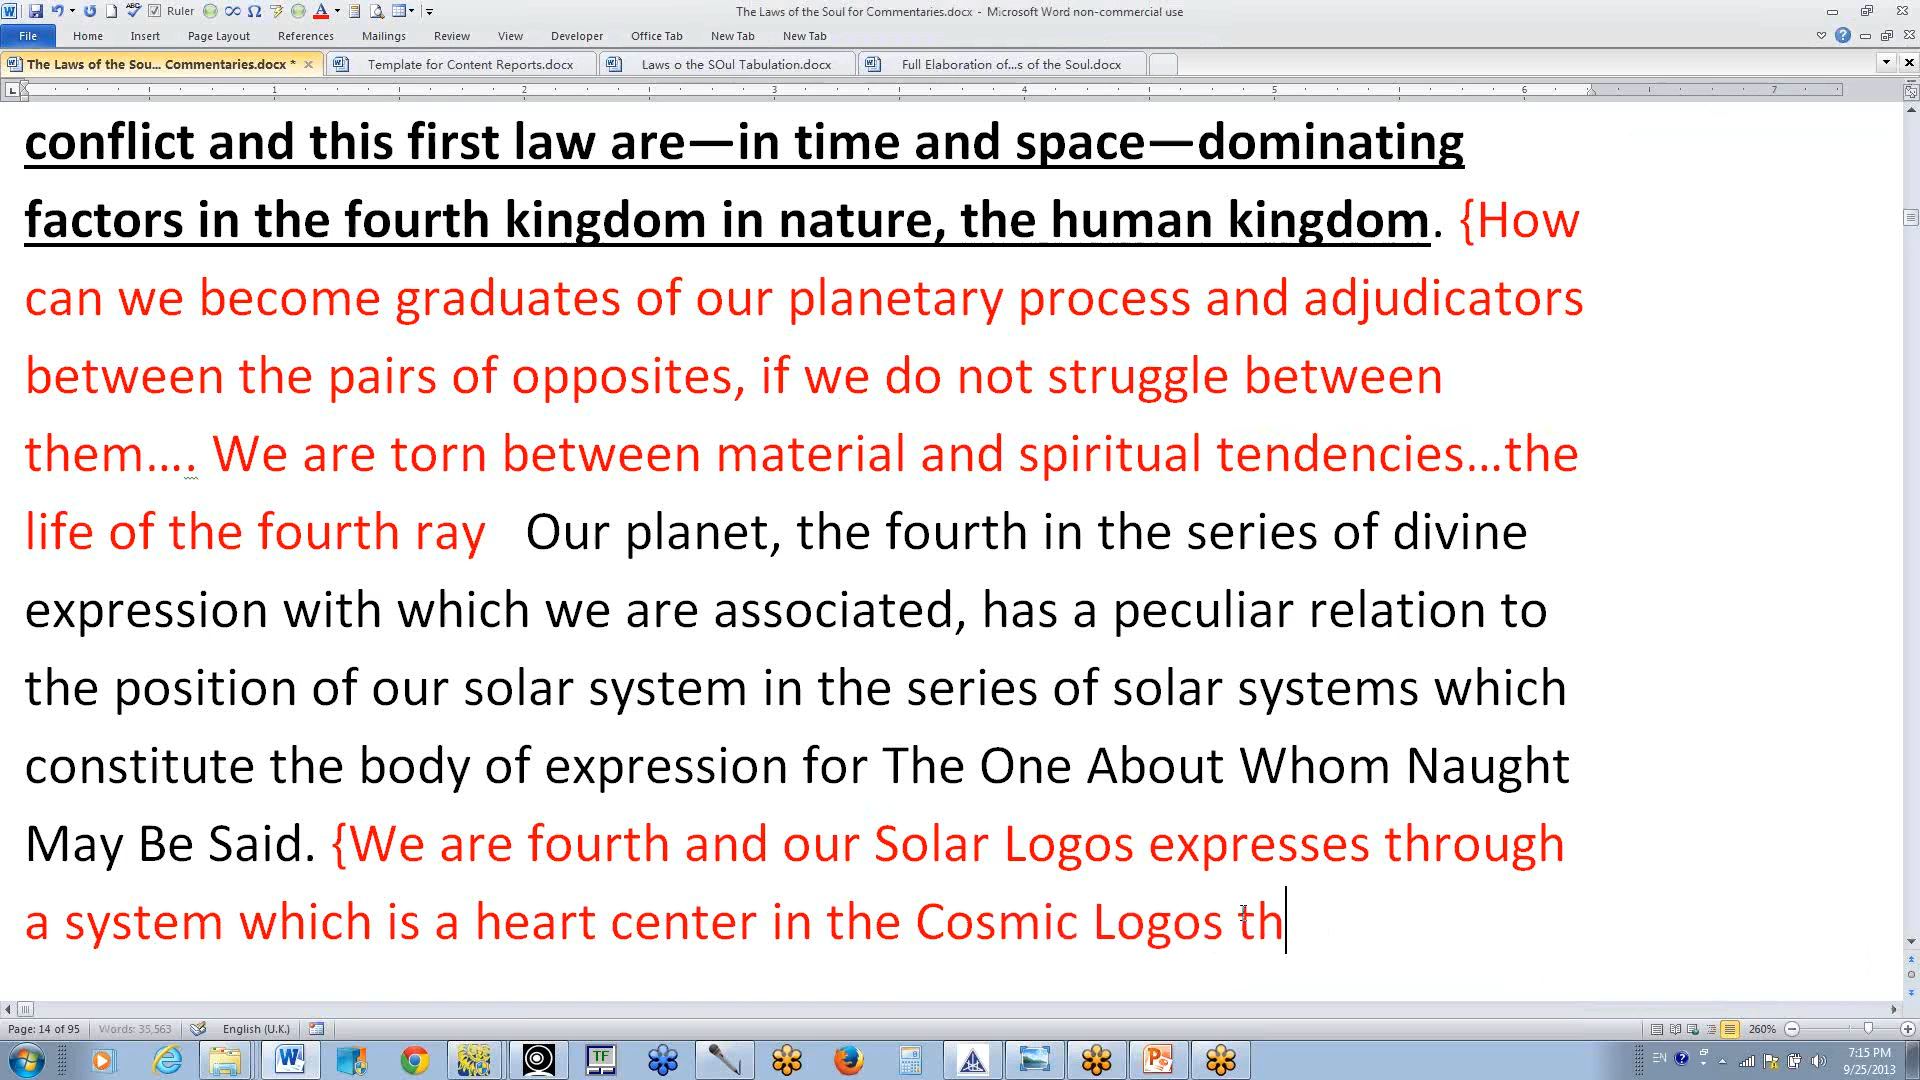 The Laws of the Soul for Commentaries.docx - Microsoft Word non-commercial use
Ruler
File Home Insert Page Layout References Mailings Review View Developer Office Tab New Tab New Tab
The Laws of the Sou... Commentaries.docx * Template for Content Reports.docx Laws o the SOul Tabulation.docx Full Elaboration of...s of the Soul.docx
1 2 3 4 5 6 7
conflict and this first law are—in time and space—dominating
factors in the fourth kingdom in nature, the human kingdom. {How
can we become graduates of our planetary process and adjudicators
between the pairs of opposites, if we do not struggle between
them…. We are torn between material and spiritual tendencies…the
life of the fourth ray Our planet, the fourth in the series of divine
expression with which we are associated, has a peculiar relation to
the position of our solar system in the series of solar systems which
constitute the body of expression for The One About Whom Naught
May Be Said. {We are fourth and our Solar Logos expresses through
a system which is a heart center in the Cosmic Logos th
Page: 14 of 95 Words: 35,563 English (U.K.) 260%
TF EN 7:15 PM
9/25/2013